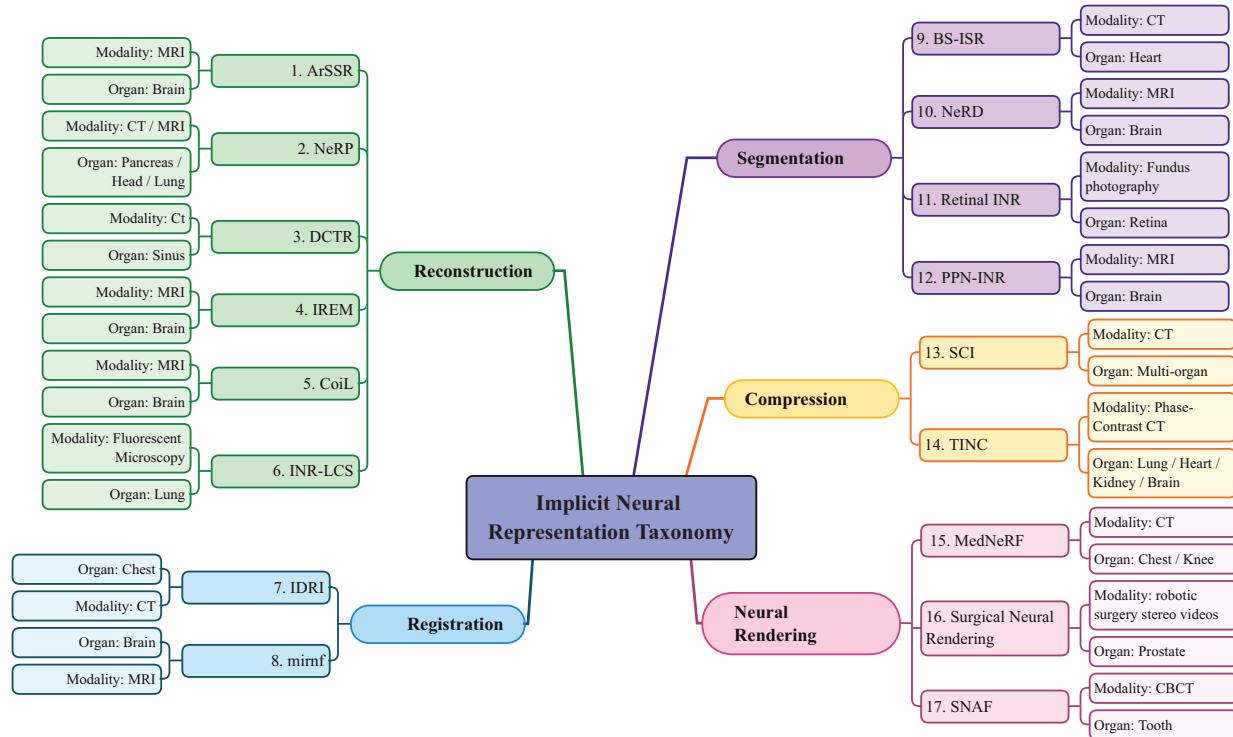 Implicit Neural
Representation Taxonomy
Reconstruction
1. ArSSR
Modality: MRI
Organ: Brain
2. NeRP
Modality: CT / MRI
Organ: Pancreas /
Head / Lung
3. DCTR
Modality: Ct
Organ: Sinus
4. IREM
Modality: MRI
Organ: Brain
5. CoiL
Modality: MRI
Organ: Brain
6. INR-LCS
Modality: Fluorescent
Microscopy
Organ: Lung
Registration
7. IDRI
Organ: Chest
Modality: CT
8. mirnf
Organ: Brain
Modality: MRI
Segmentation
9. BS-ISR
Modality: CT
Organ: Heart
10. NeRD
Modality: MRI
Organ: Brain
11. Retinal INR
Modality: Fundus
photography
Organ: Retina
12. PPN-INR
Modality: MRI
Organ: Brain
Compression
13. SCI
Modality: CT
Organ: Multi-organ
14. TINC
Modality: Phase-
Contrast CT
Organ: Lung / Heart /
Kidney / Brain
Neural
Rendering
15. MedNeRF
Modality: CT
Organ: Chest / Knee
16. Surgical Neural
Rendering
Modality: robotic
surgery stereo videos
Organ: Prostate
17. SNAF
Modality: CBCT
Organ: Tooth